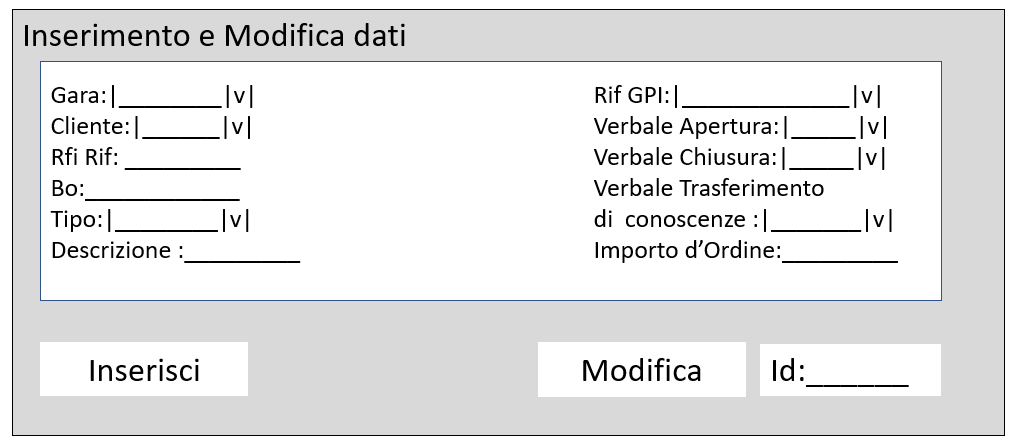 Inserimento e Modifica dati
Gara:|________|v|
Cliente:|______|v|
Rfi Rif: _________
Bo:____________
Tipo:|________|v|
Descrizione :_________
Rif GPI:|_____________|v|
Verbale Apertura:|_____|v|
Verbale Chiusura:|_____|v|
Verbale Trasferimento
di conoscenze :|_______|v|
Importo d’Ordine:_________
Inserisci
Modifica
Id:______